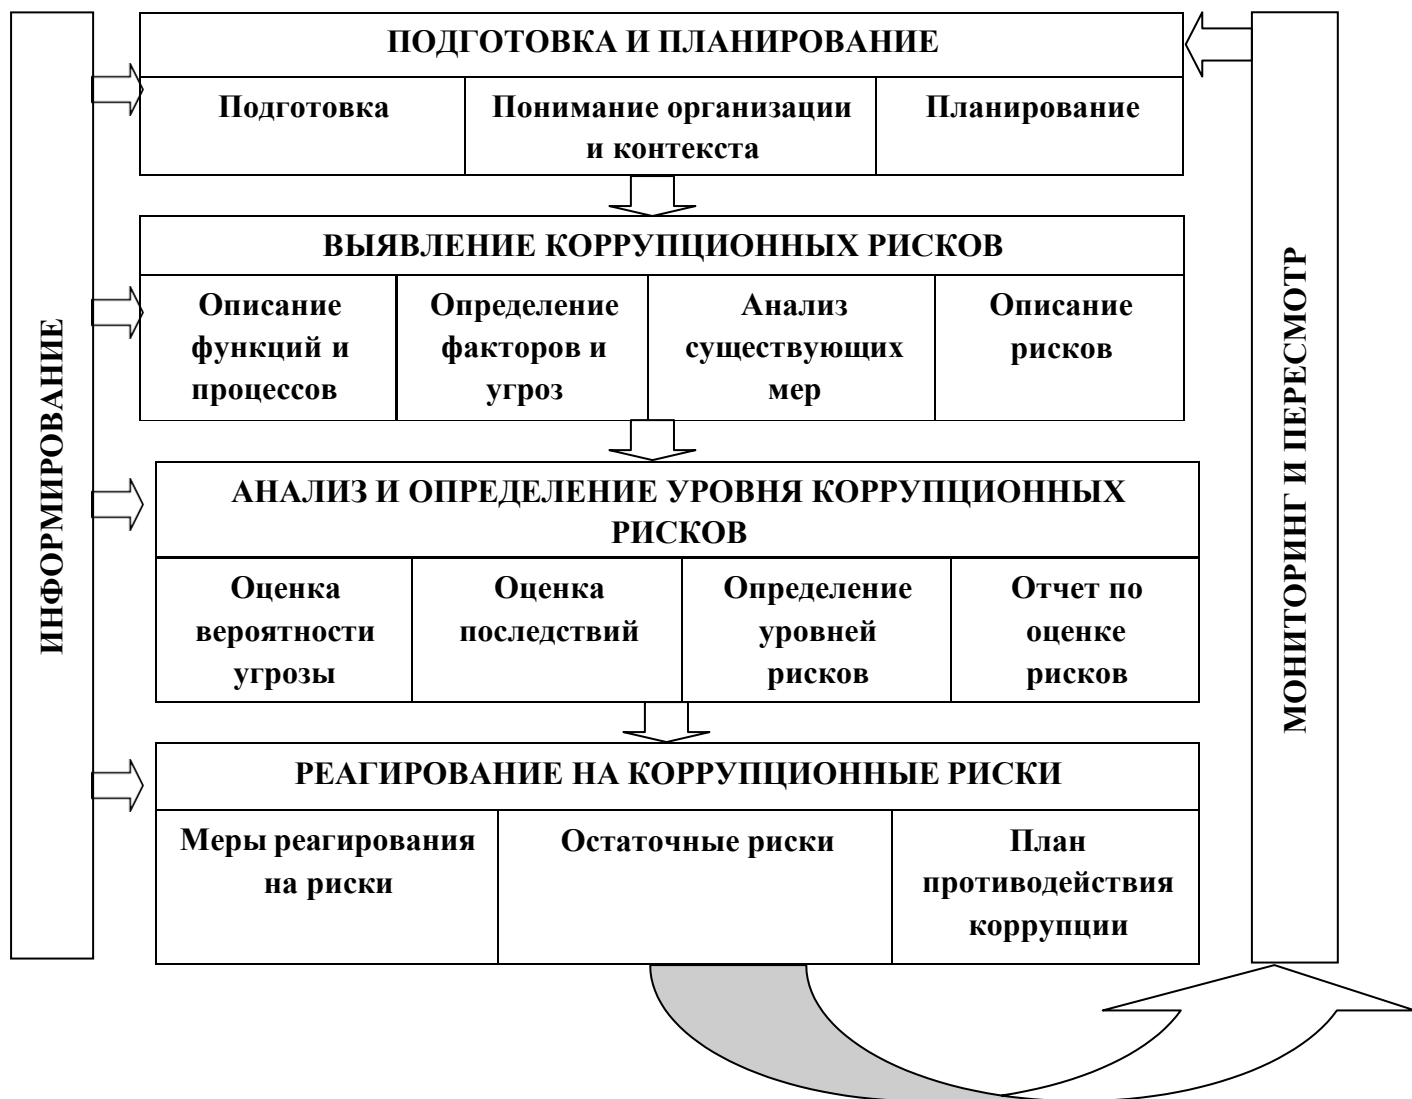 ИНФОРМИРОВАНИЕ
ПОДГОТОВКА И ПЛАНИРОВАНИЕ
Подготовка
Понимание организации
и контекста
Планирование
ВЫЯВЛЕНИЕ КОРРУПЦИОННЫХ РИСКОВ
Описание
функций и
процессов
Определение
факторов и
угроз
Анализ
существующих
мер
Описание
рисков
АНАЛИЗ И ОПРЕДЕЛЕНИЕ УРОВНЯ КОРРУПЦИОННЫХ
РИСКОВ
Оценка
вероятности
угрозы
Оценка
последствий
Определение
уровней
рисков
Отчет по
оценке
рисков
РЕАГИРОВАНИЕ НА КОРРУПЦИОННЫЕ РИСКИ
Меры реагирования
на риски
Остаточные риски
План
противодействия
коррупции
МОНИТОРИНГ И ПЕРЕСМОТР